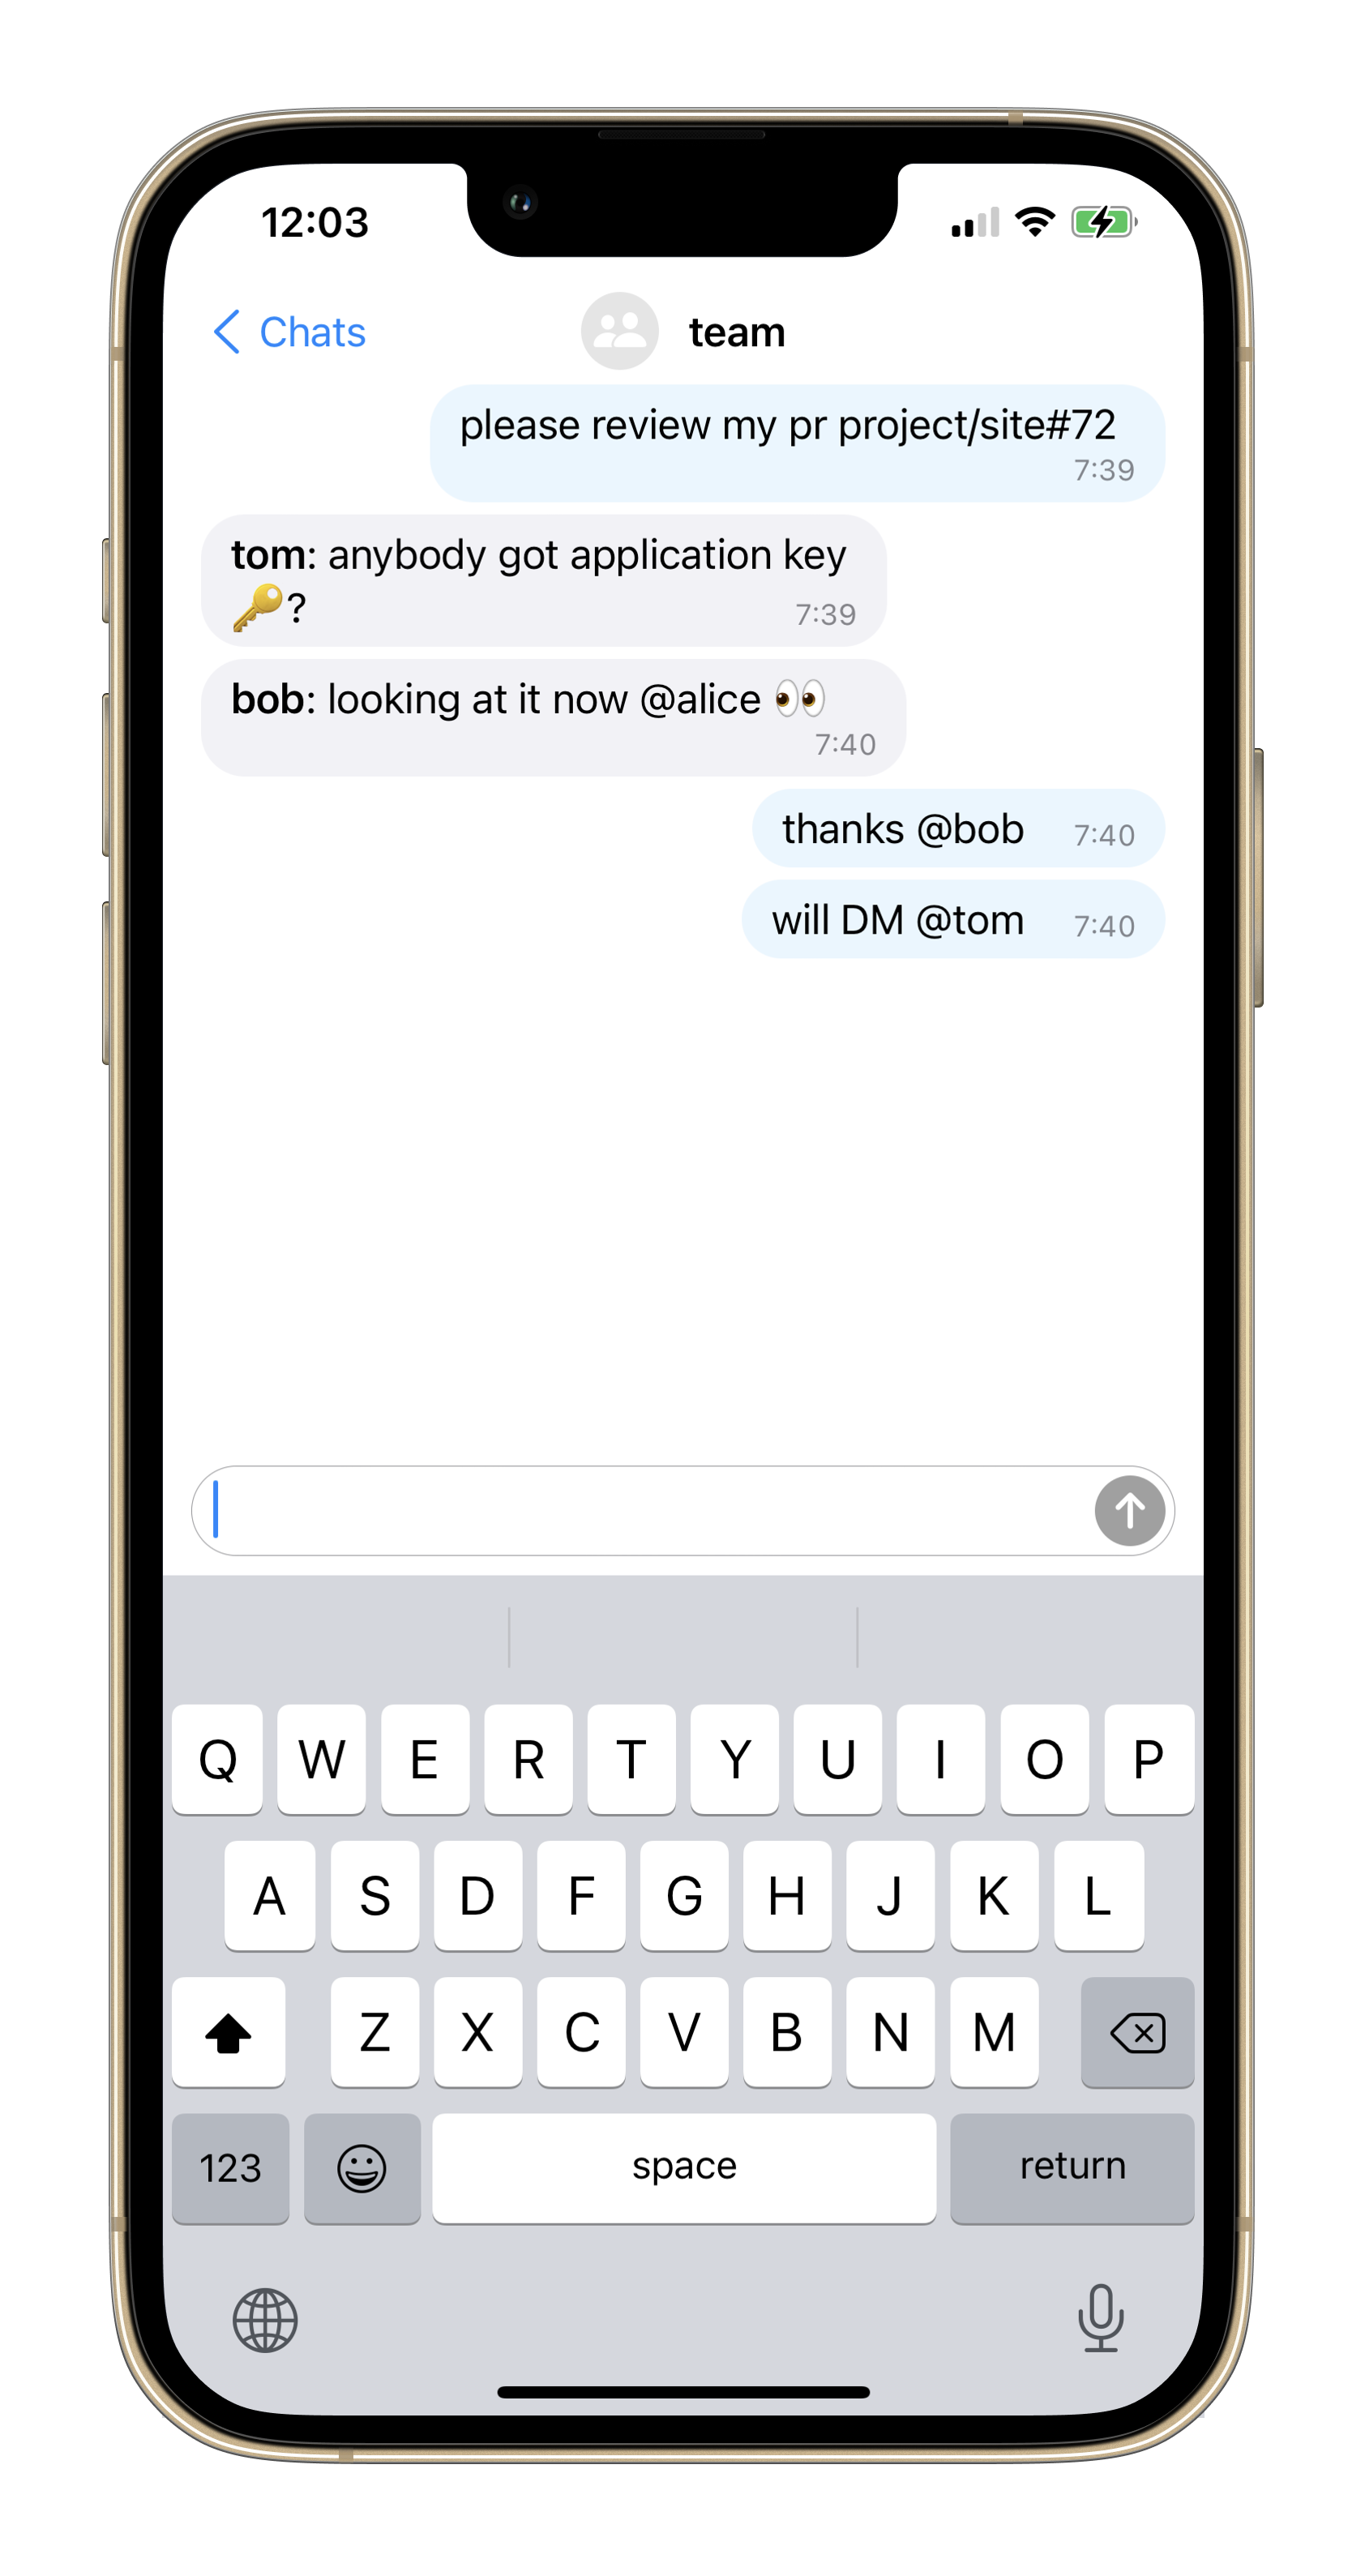 12:03
Chats
team
please review my pr project/site#72
7:39
tom: anybody got application key
🔑?
7:39
bob: looking at it now @alice 👀
7:40
thanks @bob 7:40
will DM @tom 7:40
Q W E R T Y U I O P
A S D F G H J K L
Z X C V B N M
123 space return